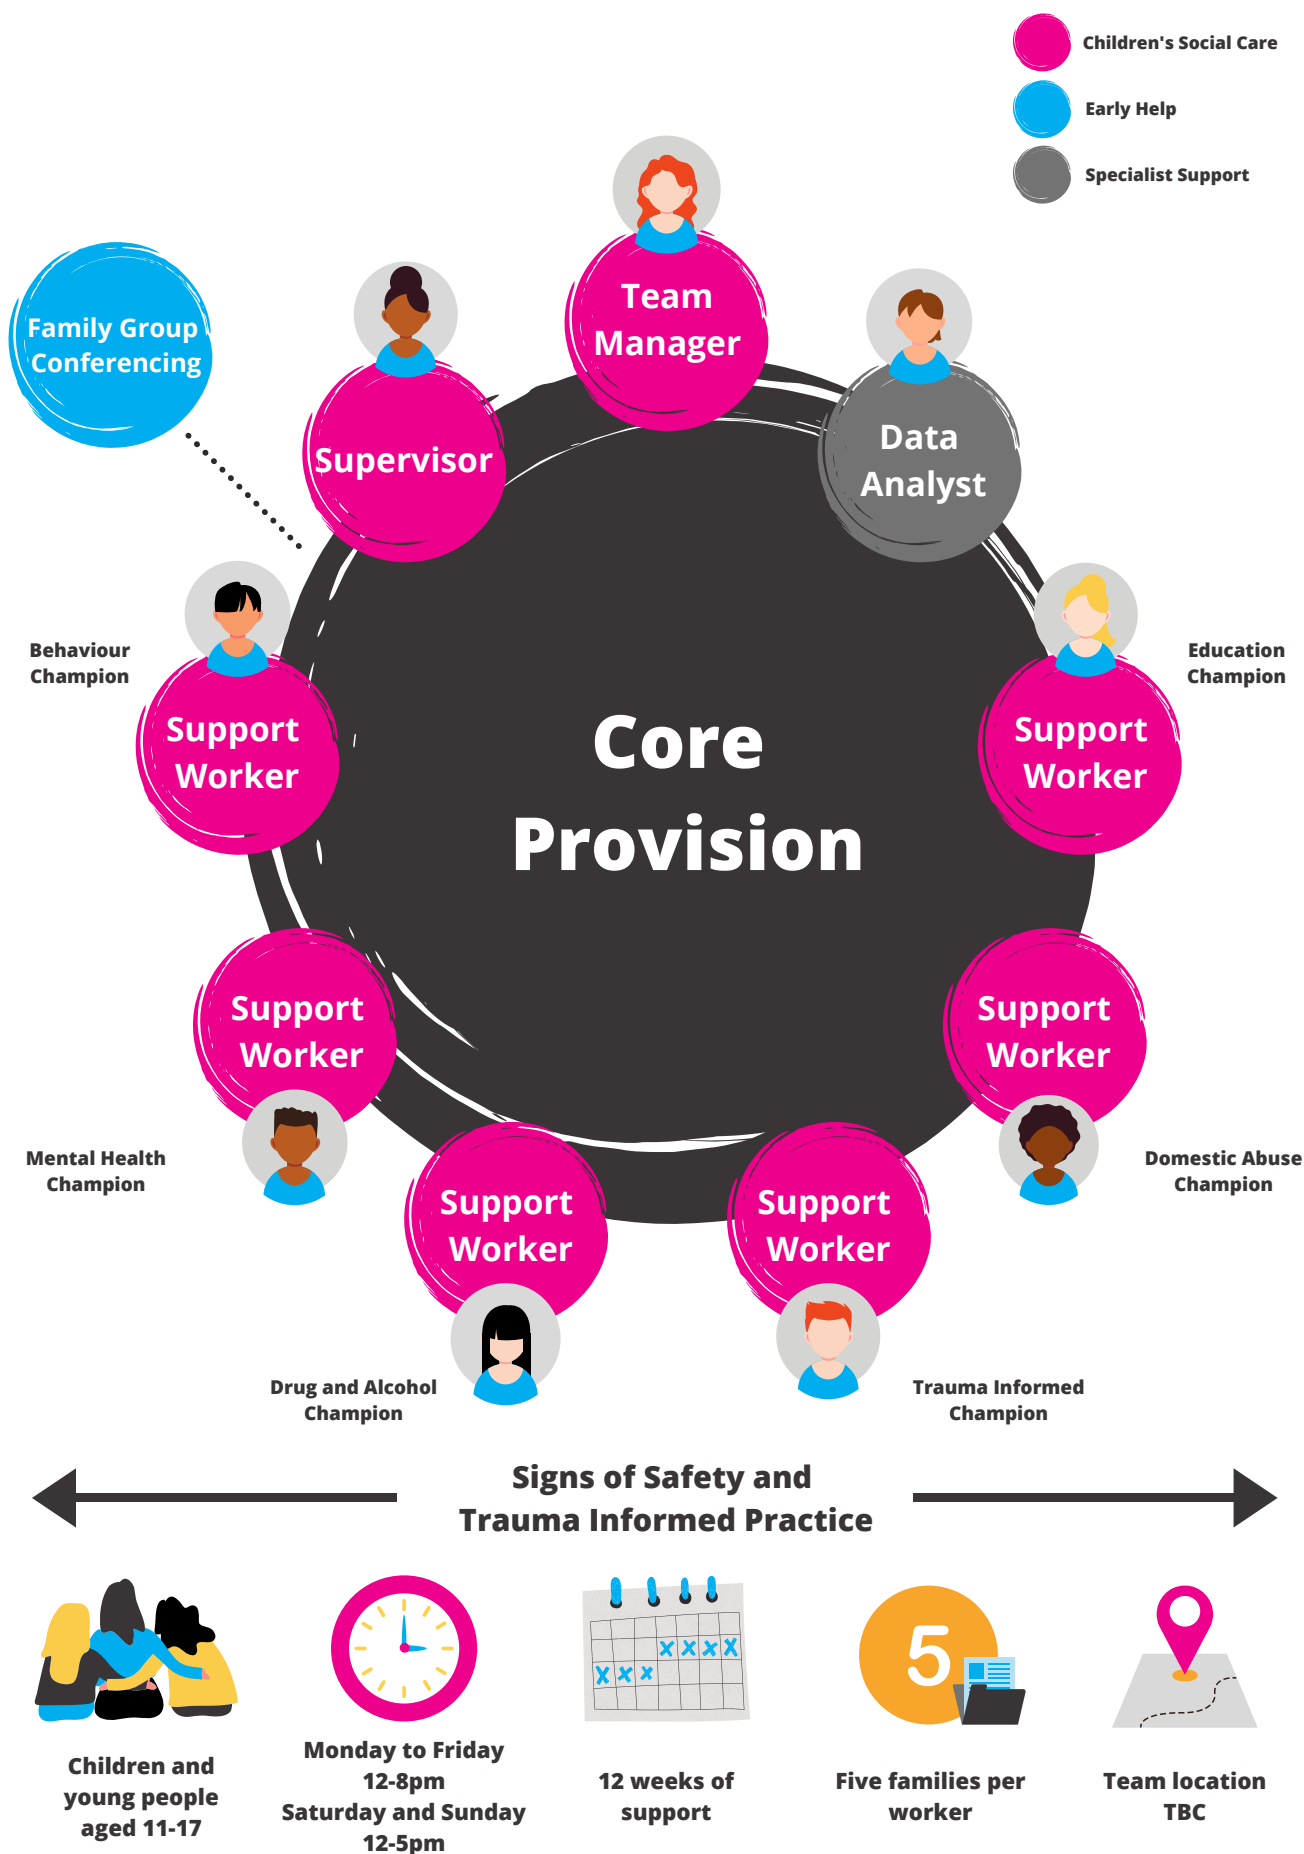 Children's Social Care
Early Help
Specialist Support
Team
Manager
Family Group
Conferencing
Supervisor
Data
Analyst
Behaviour
Champion
Support
Worker
Education
Champion
Support
Worker
Core
Provision
Support
Worker
Mental Health
Champion
Support
Worker
Domestic Abuse
Champion
Support
Worker
Drug and Alcohol
Champion
Support
Worker
Trauma Informed
Champion
Signs of Safety and
Trauma Informed Practice
Children and
young people
aged 11-17
Monday to Friday
12-8pm
Saturday and Sunday
12-5pm
12 weeks of
support
5
Five families per
worker
Team location
TBC